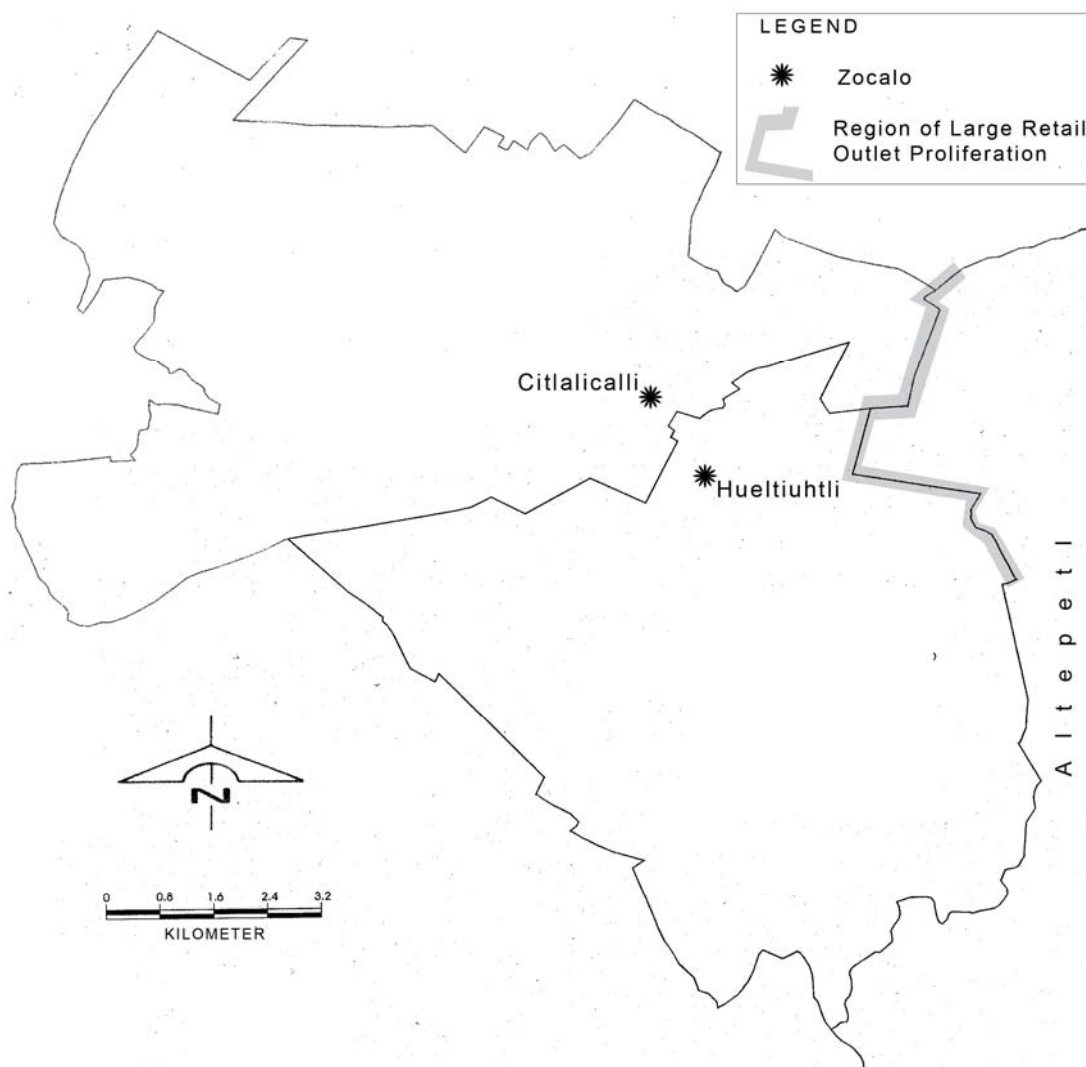 LEGEND
Zocalo
Region of Large Retail
Outlet Proliferation
Citlalicalli
Hueltiuhtli
Altepetl
N
0 0.8 1.6 2.4 3.2
KILOMETER